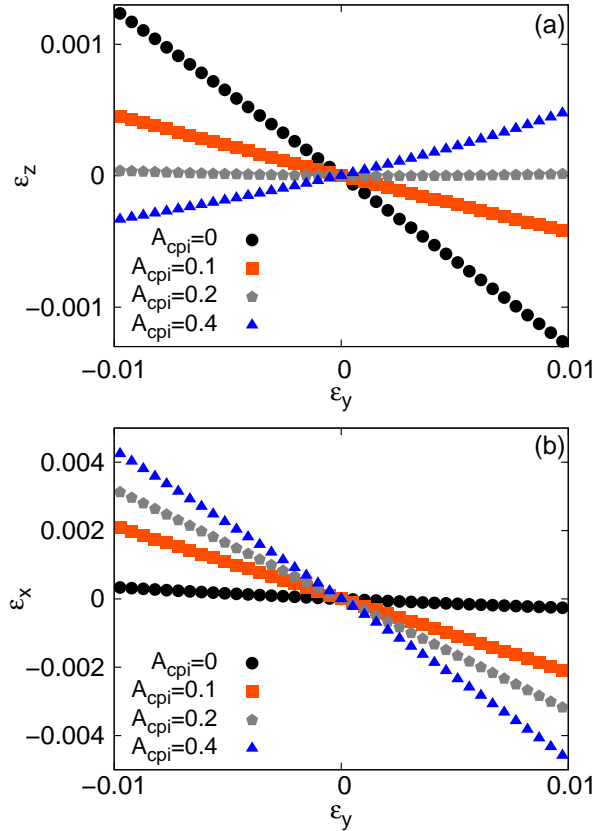 (a)
0.001
0
−0.001
ε_z
A_cpi=0
A_cpi=0.1
A_cpi=0.2
A_cpi=0.4
−0.01 0 0.01
ε_y
(b)
0.004
0.002
0
−0.002
−0.004
ε_x
A_cpi=0
A_cpi=0.1
A_cpi=0.2
A_cpi=0.4
−0.01 0 0.01
ε_y